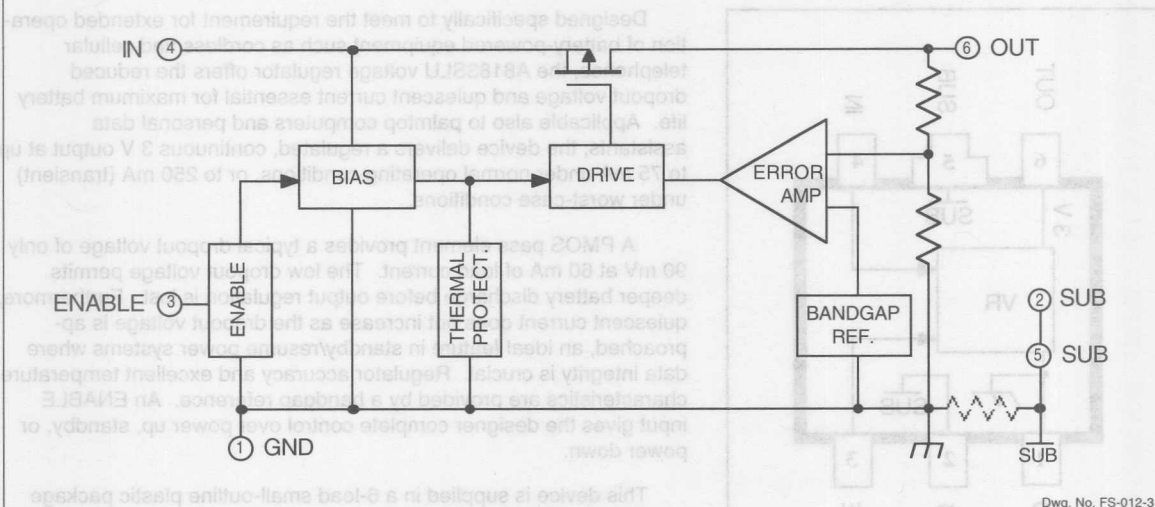 IN ④
⑥ OUT
BIAS
DRIVE
ERROR
AMP
ENABLE ③
ENABLE
THERMAL
PROTECT.
BANDGAP
REF.
② SUB
⑤ SUB
① GND
SUB
Dwg. No. FS-012-3
Designed specifically to meet the requirement for extended opera-
tion of battery-powered equipment such as cordless and cellular
telephones, the A8183SLU voltage regulator offers the reduced
dropout voltage and quiescent current essential for maximum battery
life. Applicable also to palmtop computers and personal data
assistants, the device delivers a regulated, continuous 3 V output at up
to 75 under normal operating conditions, or to 250 mA (transient)
under worst-case conditions.
A PMOS pass element provides a typical dropout voltage of only
90 mV at 60 mA of load current. The low dropout voltage permits
deeper battery discharge before output regulation is lost. Furthermore,
quiescent current does not increase as the dropout voltage is ap-
proached, an ideal feature in standby/resume power systems where
data integrity is crucial. Regulator accuracy and excellent temperature
characteristics are provided by a bandgap reference. An ENABLE
input gives the designer complete control over power up, standby, or
power down.
This device is supplied in a 6-lead small-outline plastic package
IN
SUB
OUT
SUB
3 V
VR
SUB